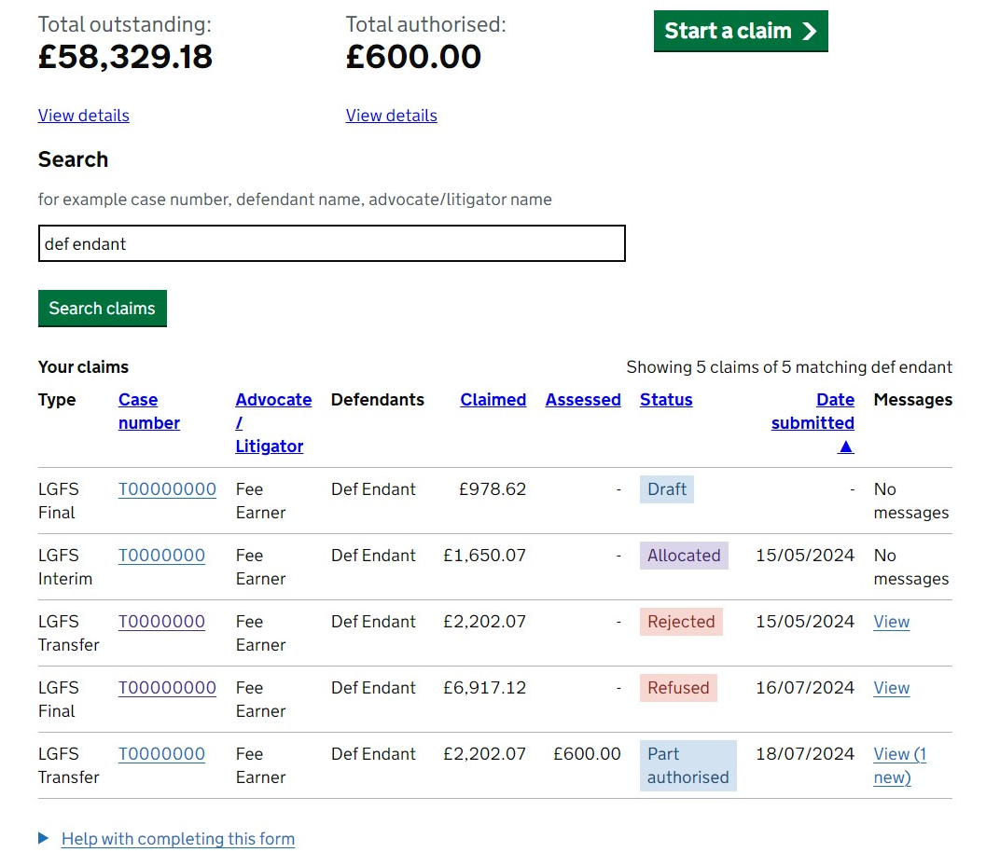 Total outstanding:
£58,329.18
View details
Total authorised:
£600.00
View details
Start a claim
Search
for example case number, defendant name, advocate/litigator name
def endant
Search claims
Your claims
Showing 5 claims of 5 matching def endant
Type Case number Advocate / Litigator Defendants Claimed Assessed Status Date submitted ▲ Messages
LGFS Final T00000000 Fee Earner Def Endant £978.62 - Draft - No messages
LGFS Interim T0000000 Fee Earner Def Endant £1,650.07 - Allocated 15/05/2024 No messages
LGFS Transfer T0000000 Fee Earner Def Endant £2,202.07 - Rejected 15/05/2024 View
LGFS Final T00000000 Fee Earner Def Endant £6,917.12 - Refused 16/07/2024 View
LGFS Transfer T0000000 Fee Earner Def Endant £2,202.07 £600.00 Part authorised 18/07/2024 View (1 new)
Help with completing this form